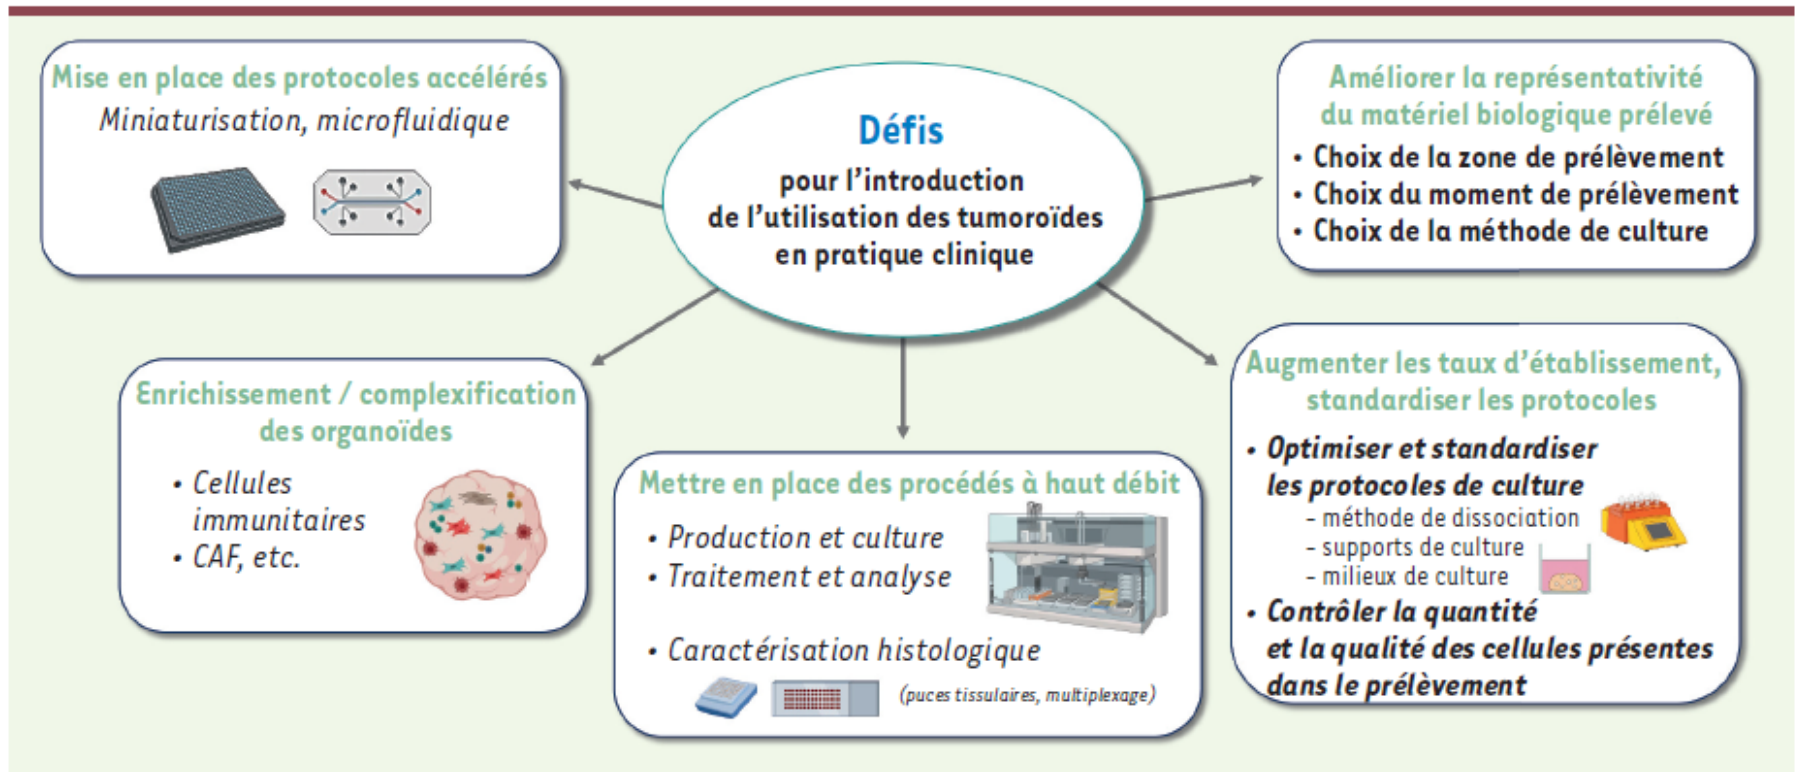 Mise en place des protocoles accélérés
Miniaturisation, microfluidique
Défis
pour l'introduction
de l'utilisation des tumoroïdes
en pratique clinique
Améliorer la représentativité
du matériel biologique prélevé
• Choix de la zone de prélèvement
• Choix du moment de prélèvement
• Choix de la méthode de culture
Enrichissement / complexification
des organoïdes
• Cellules
immunitaires
• CAF, etc.
Mettre en place des procédés à haut débit
• Production et culture
• Traitement et analyse
• Caractérisation histologique
(puces tissulaires, multiplexage)
Augmenter les taux d'établissement,
standardiser les protocoles
• Optimiser et standardiser
les protocoles de culture
- méthode de dissociation
- supports de culture
- milieux de culture
• Contrôler la quantité
et la qualité des cellules présentes
dans le prélèvement